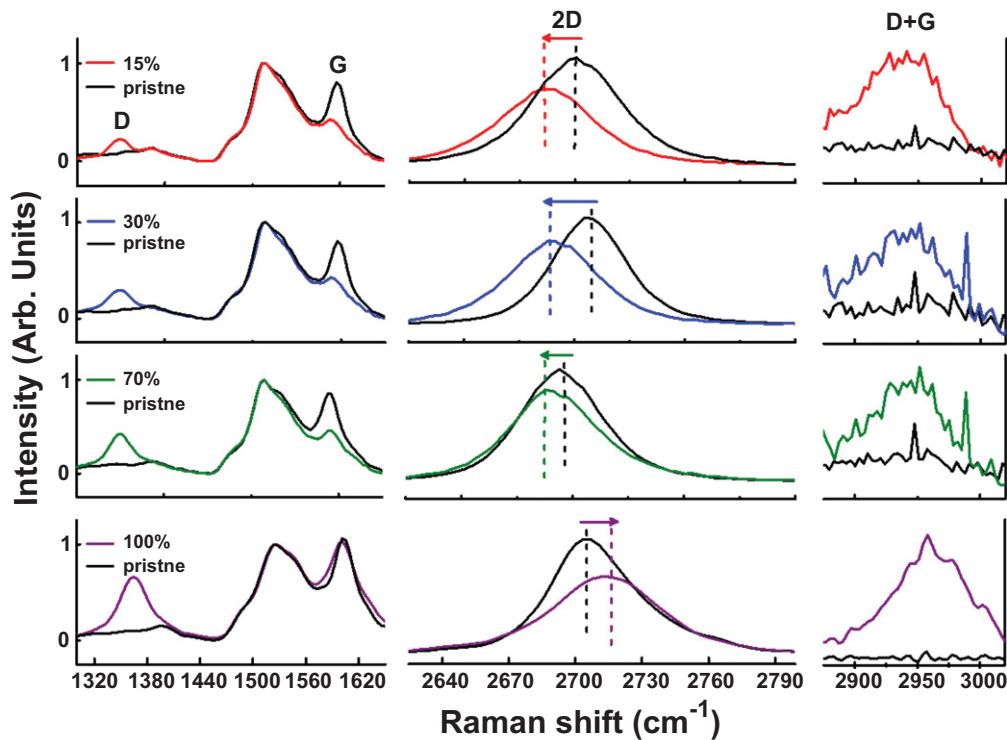 2D
D+G
15%
pristne
G
D
1
0
30%
pristne
1
0
70%
pristne
1
0
100%
pristne
1
0
Intensity (Arb. Units)
1320 1380 1440 1500 1560 1620
2640 2670 2700 2730 2760 2790
2900 2950 3000
Raman shift (cm-1)